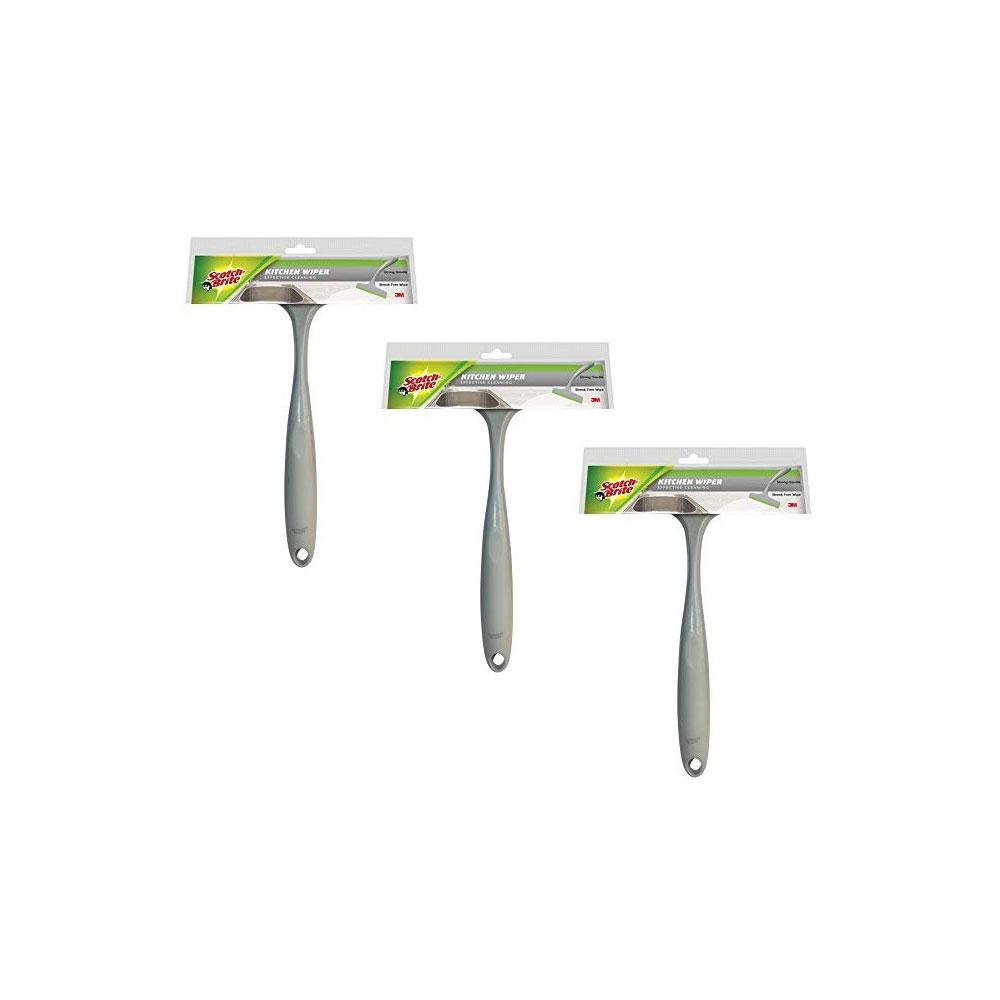 Scotch-
Brite
KITCHEN WIPER
EFFECTIVE CLEANING
Strong Handle
Streak Free Wipe
3M
Scotch-
Brite
KITCHEN WIPER
EFFECTIVE CLEANING
Strong Handle
Streak Free Wipe
3M
Scotch-
Brite
KITCHEN WIPER
EFFECTIVE CLEANING
Strong Handle
Streak Free Wipe
3M